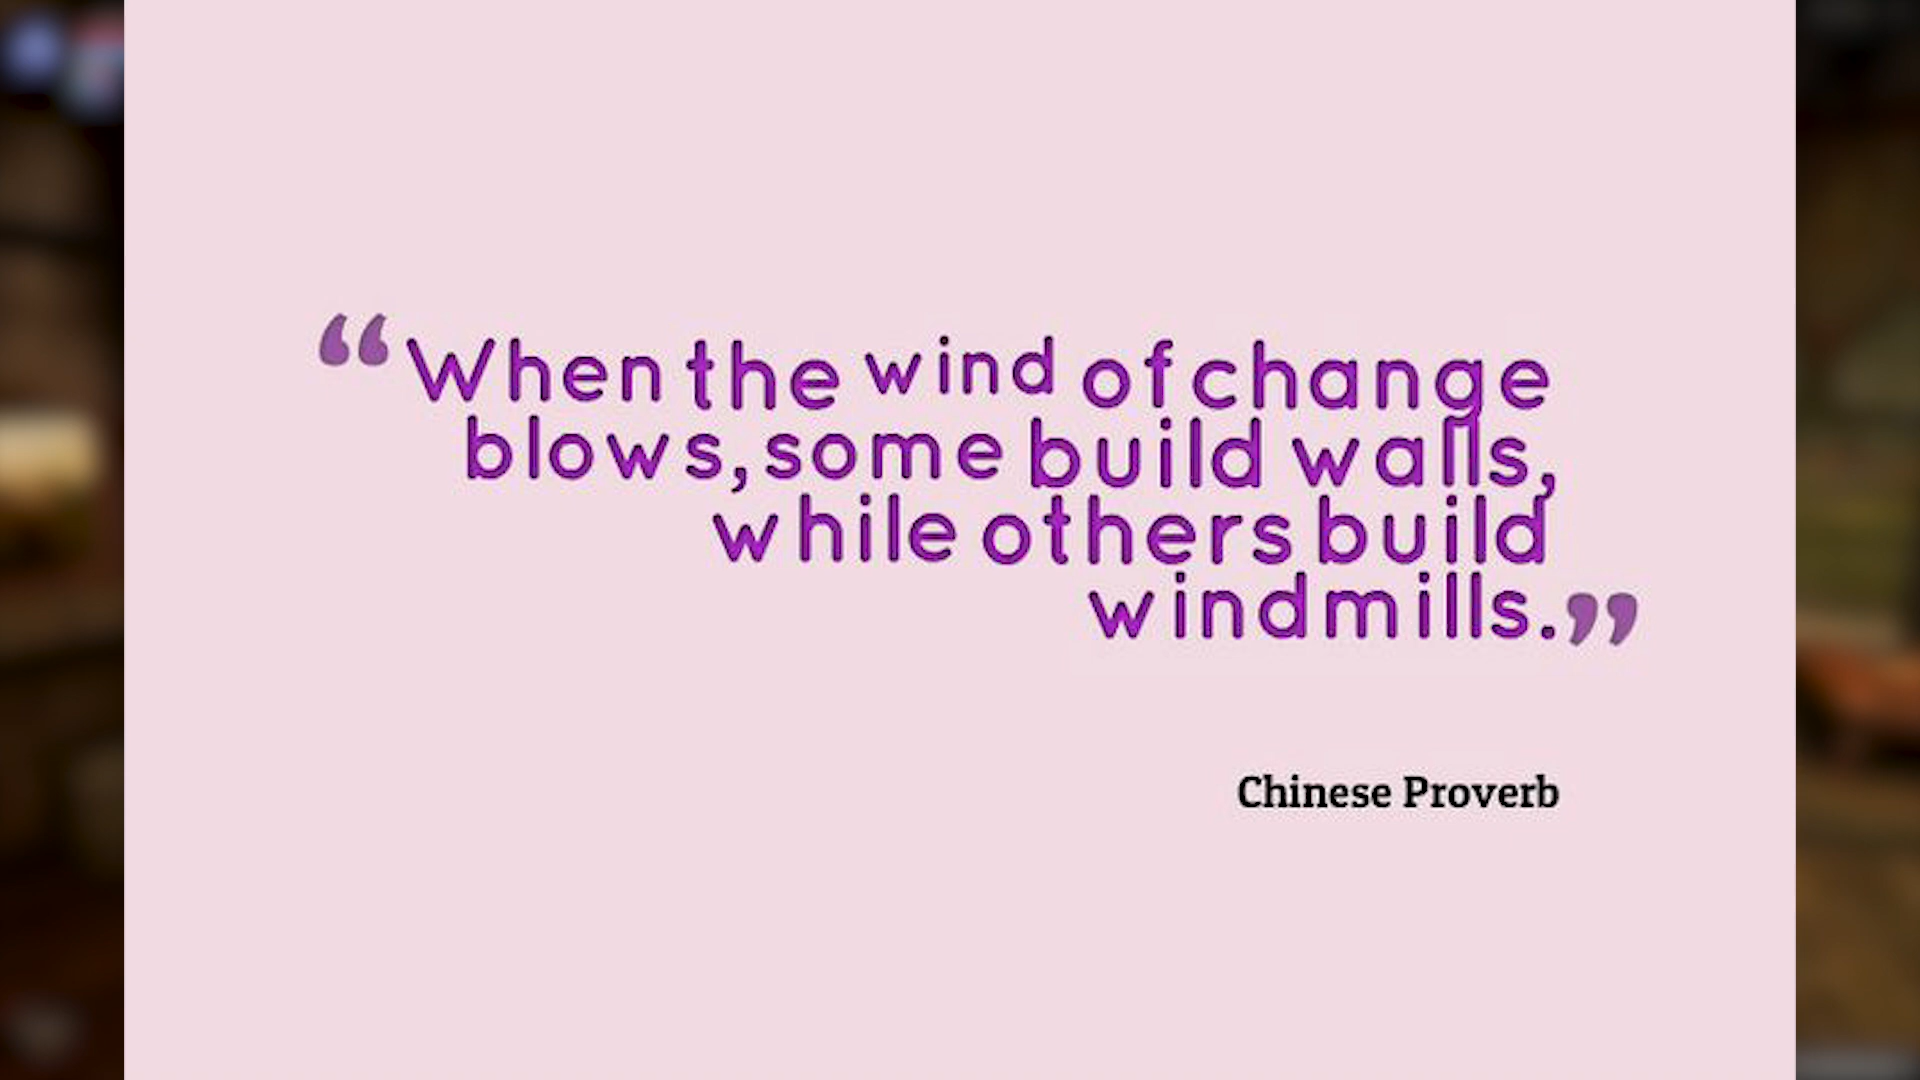 “When the wind of change
blows, some build walls,
while others build
windmills.”
Chinese Proverb